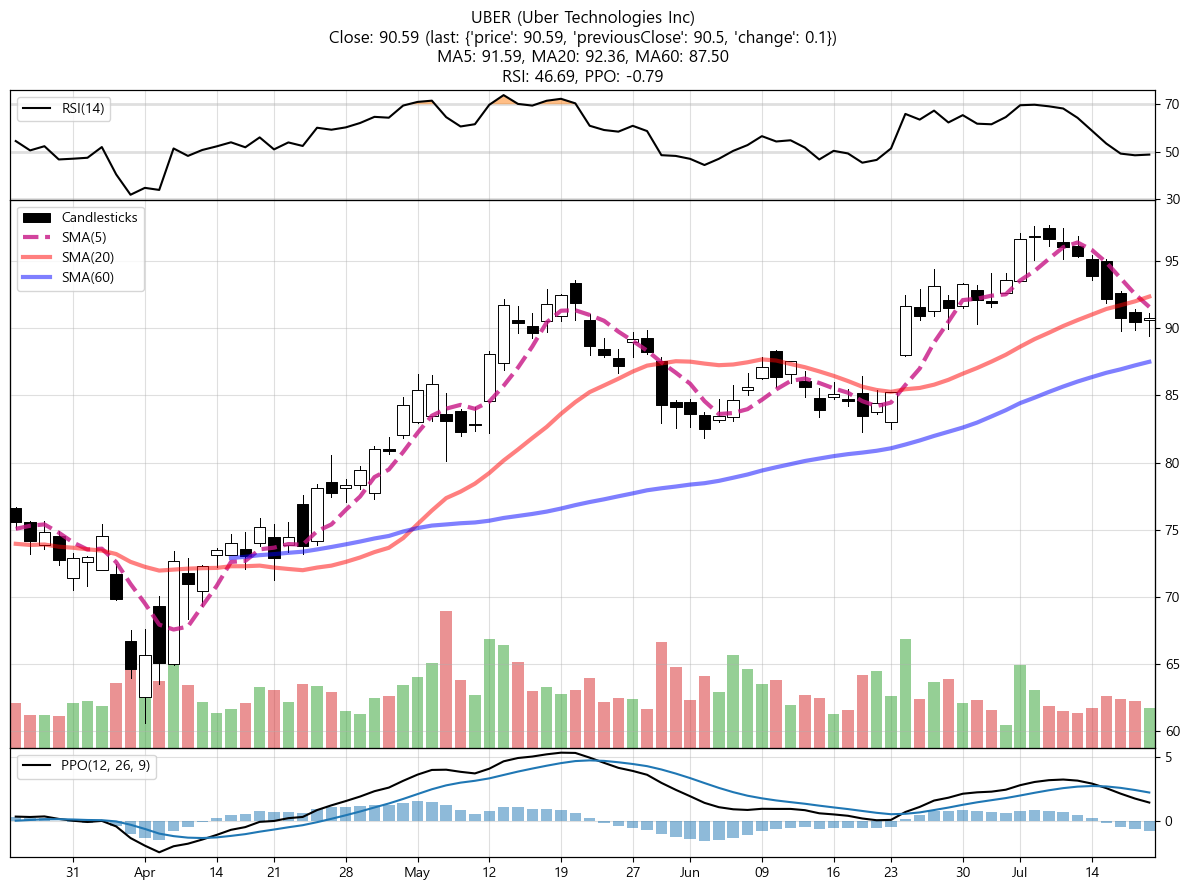 UBER (Uber Technologies Inc)
Close: 90.59 (last: {'price': 90.59, 'previousClose': 90.5, 'change': 0.1})
MA5: 91.59, MA20: 92.36, MA60: 87.50
RSI: 46.69, PPO: -0.79
RSI(14)
70
50
30
Candlesticks
SMA(5)
SMA(20)
SMA(60)
95
90
85
80
75
70
65
60
PPO(12, 26, 9)
5
0
31 Apr 14 21 28 May 12 19 27 Jun 09 16 23 30 Jul 14